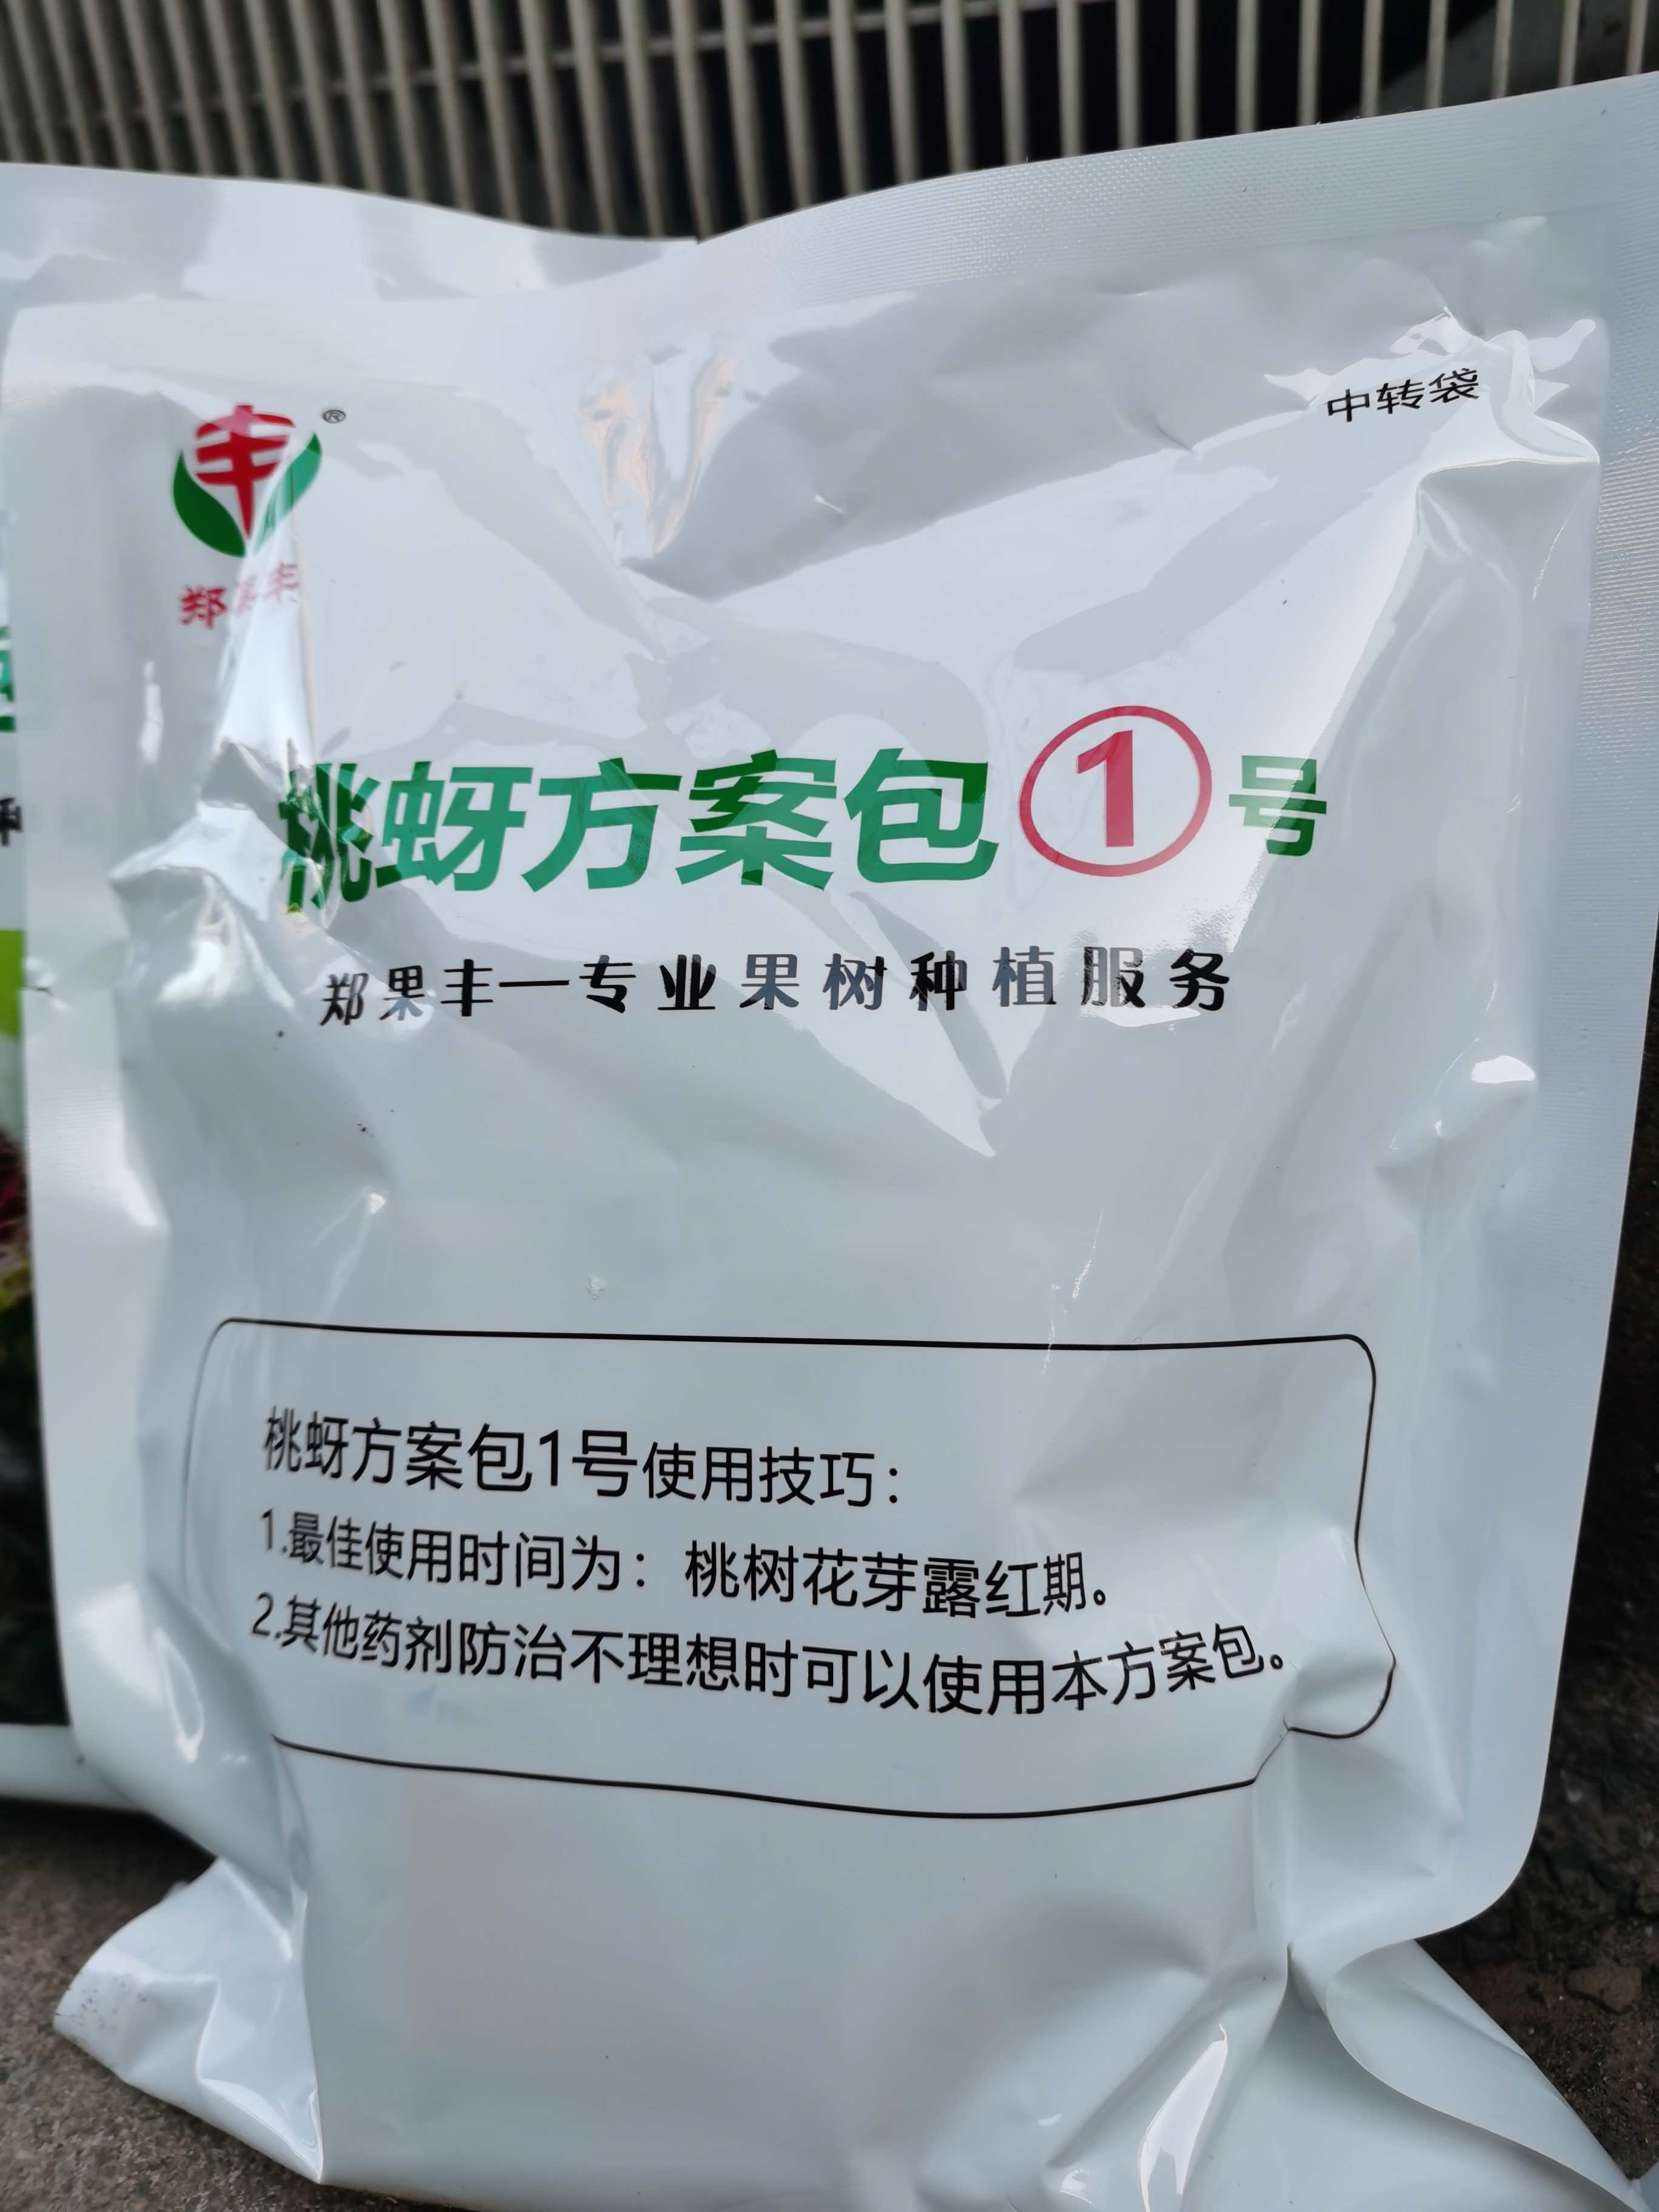 中转袋
®
郑果丰
桃蚜方案包①号
郑果丰一专业果树种植服务
桃蚜方案包1号使用技巧：
1.最佳使用时间为：桃树花芽露红期。
2.其他药剂防治不理想时可以使用本方案包。